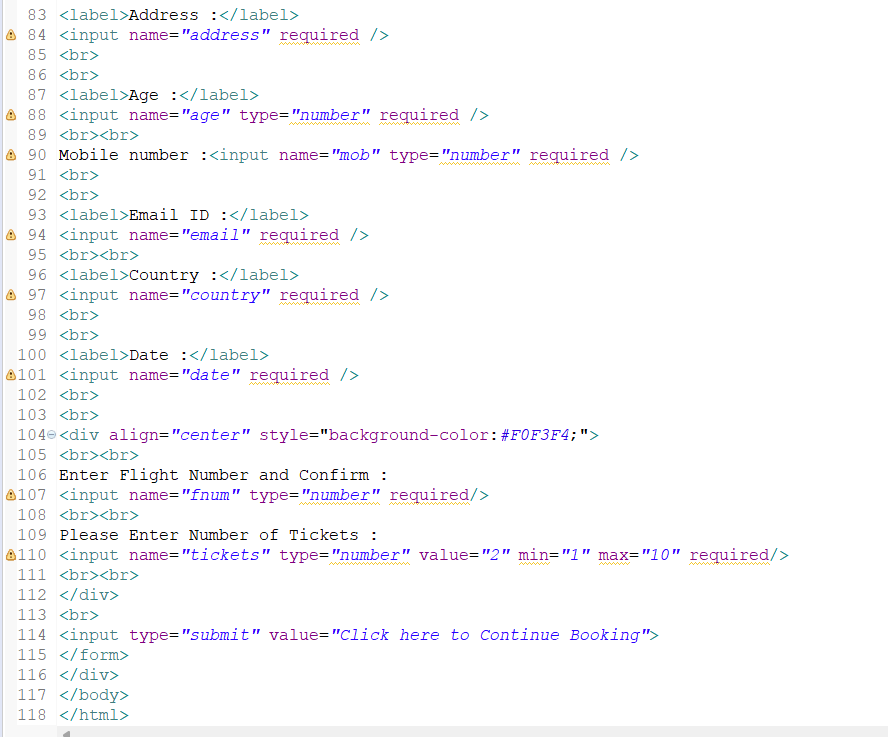 83 <label>Address :</label>
84 <input name="address" required />
85 <br>
86 <br>
87 <label>Age :</label>
88 <input name="age" type="number" required />
89 <br><br>
90 Mobile number :<input name="mob" type="number" required />
91 <br>
92 <br>
93 <label>Email ID :</label>
94 <input name="email" required />
95 <br><br>
96 <label>Country :</label>
97 <input name="country" required />
98 <br>
99 <br>
100 <label>Date :</label>
101 <input name="date" required />
102 <br>
103 <br>
104 <div align="center" style="background-color:#F0F3F4;">
105 <br><br>
106 Enter Flight Number and Confirm :
107 <input name="fnum" type="number" required/>
108 <br><br>
109 Please Enter Number of Tickets :
110 <input name="tickets" type="number" value="2" min="1" max="10" required/>
111 <br><br>
112 </div>
113 <br>
114 <input type="submit" value="Click here to Continue Booking">
115 </form>
116 </div>
117 </body>
118 </html>